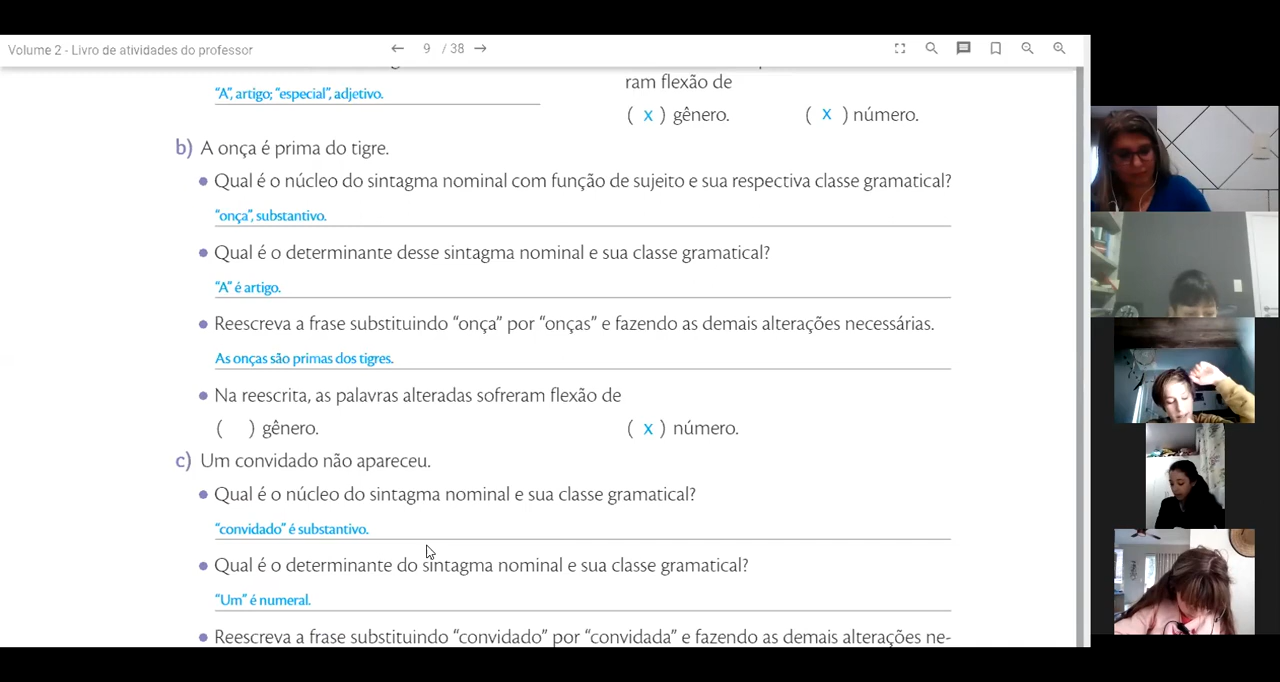 Volume 2 - Livro de atividades do professor
← 9 / 38 →
"A", artigo; "especial", adjetivo.
ram flexão de
( x ) gênero. ( x ) número.
b) A onça é prima do tigre.
• Qual é o núcleo do sintagma nominal com função de sujeito e sua respectiva classe gramatical?
"onça", substantivo.
• Qual é o determinante desse sintagma nominal e sua classe gramatical?
"A" é artigo.
• Reescreva a frase substituindo "onça" por "onças" e fazendo as demais alterações necessárias.
As onças são primas dos tigres.
• Na reescrita, as palavras alteradas sofreram flexão de
( ) gênero. ( x ) número.
c) Um convidado não apareceu.
• Qual é o núcleo do sintagma nominal e sua classe gramatical?
"convidado" é substantivo.
• Qual é o determinante do sintagma nominal e sua classe gramatical?
"Um" é numeral.
• Reescreva a frase substituindo "convidado" por "convidada" e fazendo as demais alterações ne-